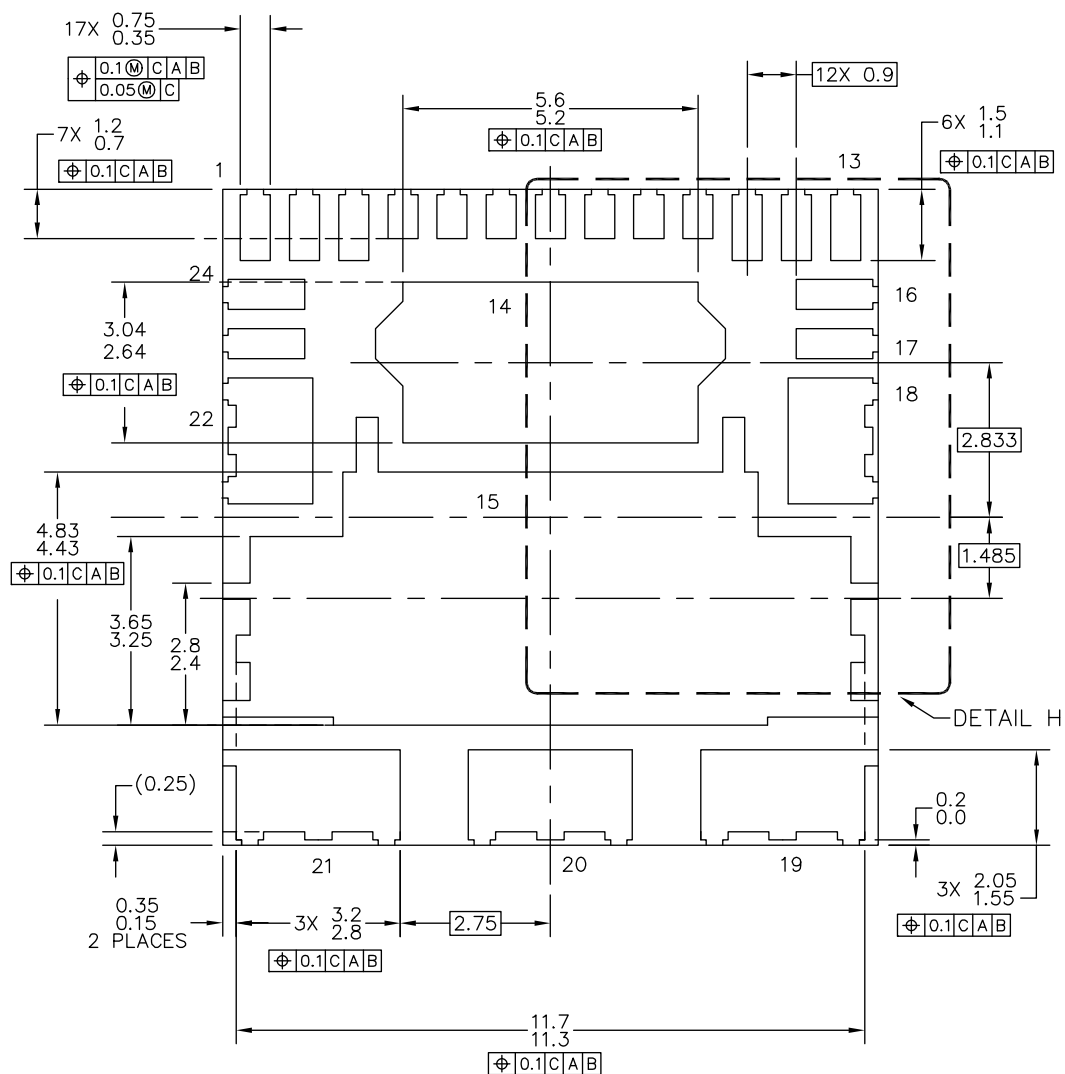 17X 0.75
0.35
⌖ 0.1Ⓜ C A B
0.05Ⓜ C
7X 1.2
0.7
⌖ 0.1 C A B
5.6
5.2
⌖ 0.1 C A B
12X 0.9
6X 1.5
1.1
⌖ 0.1 C A B
1
13
24
14
16
3.04
2.64
⌖ 0.1 C A B
17
18
22
2.833
15
4.83
4.43
⌖ 0.1 C A B
1.485
3.65
3.25
2.8
2.4
DETAIL H
(0.25)
0.2
0.0
21
20
19
3X 2.05
1.55
⌖ 0.1 C A B
0.35
0.15
2 PLACES
3X 3.2
2.8
⌖ 0.1 C A B
2.75
11.7
11.3
⌖ 0.1 C A B